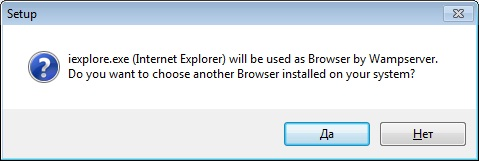 Setup
iexplore.exe (Internet Explorer) will be used as Browser by Wampserver.
Do you want to choose another Browser installed on your system?
Да
Нет